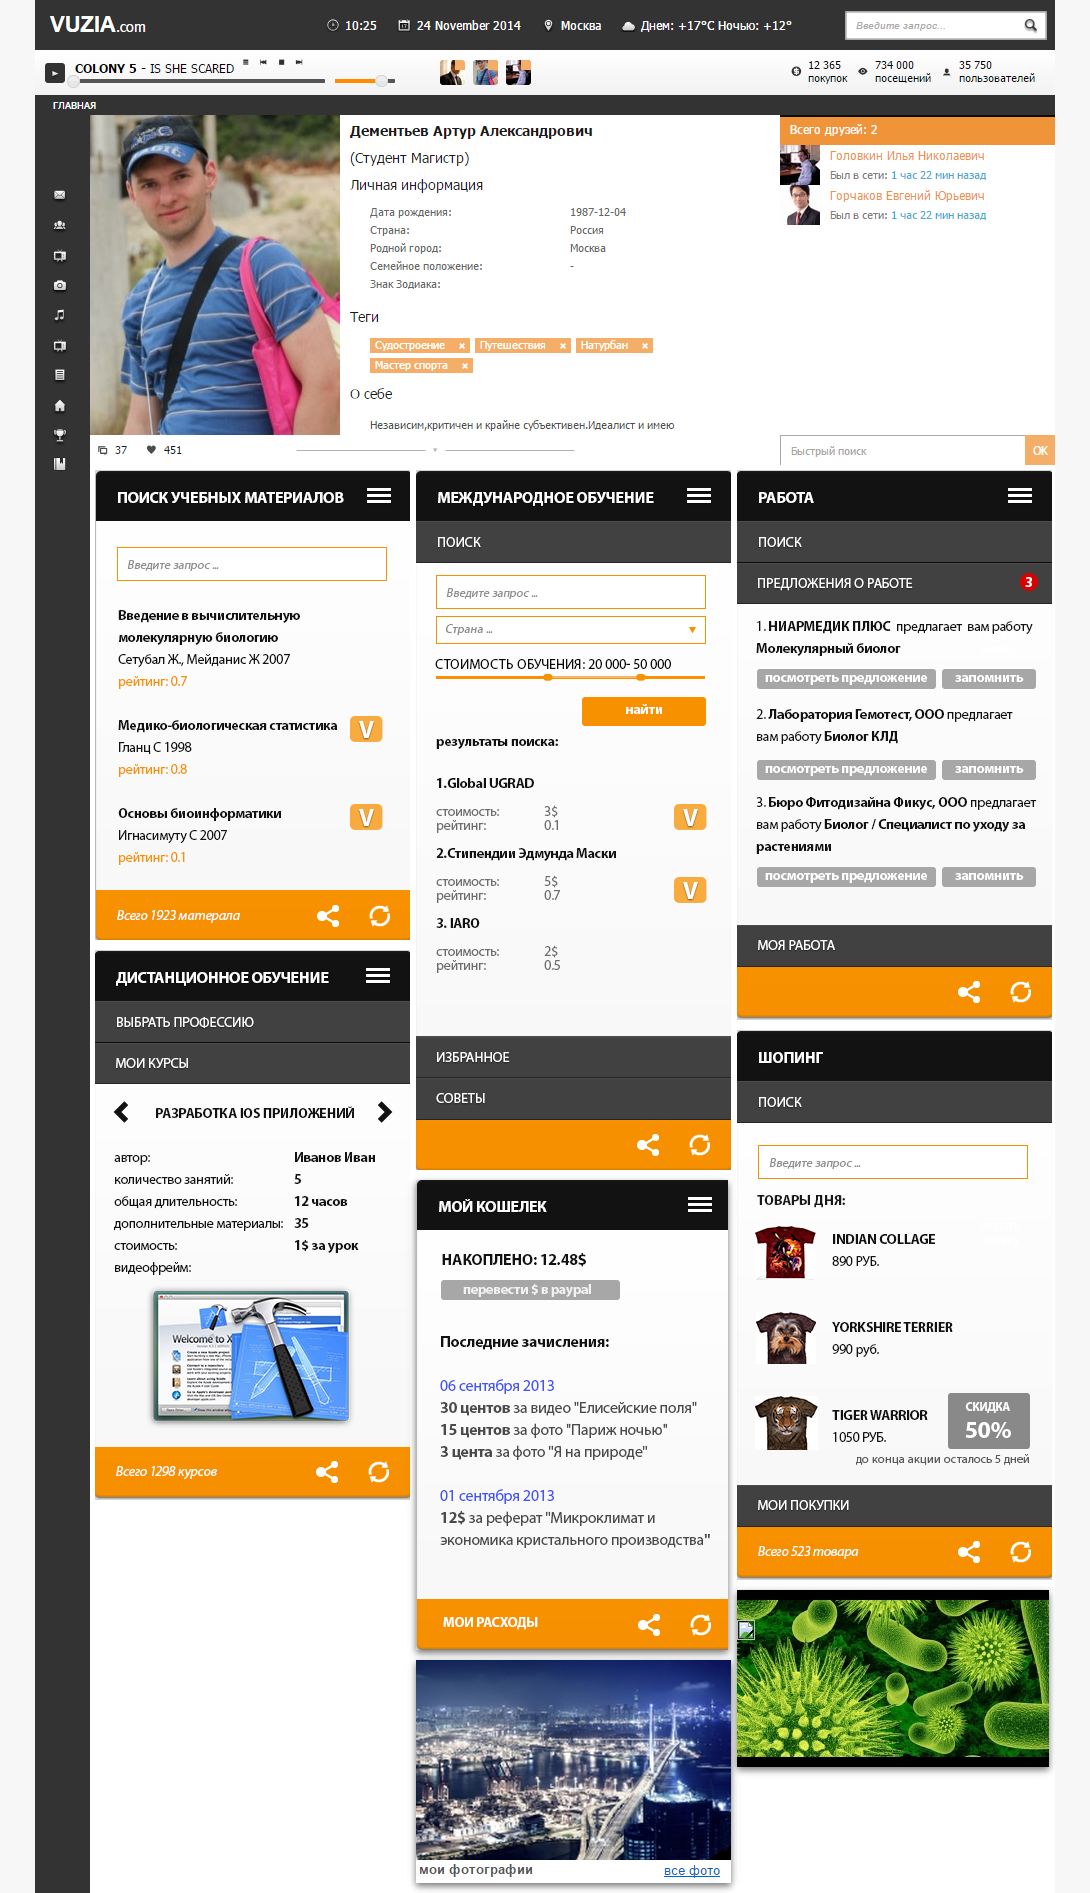 VUZIA.com
10:25
24 November 2014
Москва
Днем: +17°C Ночью: +12°
Введите запрос...
COLONY 5 - IS SHE SCARED
12 365
покупок
734 000
посещений
35 750
пользователей
ГЛАВНАЯ
Дементьев Артур Александрович
(Студент Магистр)
Личная информация
Дата рождения: 1987-12-04
Страна: Россия
Родной город: Москва
Семейное положение: -
Знак Зодиака:
Теги
Судостроение × Путешествия × Натурбан ×
Мастер спорта ×
О себе
Независим,критичен и крайне субъективен.Идеалист и имею
37 451
Всего друзей: 2
Головкин Илья Николаевич
Был в сети: 1 час 22 мин назад
Горчаков Евгений Юрьевич
Был в сети: 1 час 22 мин назад
Быстрый поиск
OK
ПОИСК УЧЕБНЫХ МАТЕРИАЛОВ
Введите запрос ...
Введение в вычислительную
молекулярную биологию
Сетубал Ж., Мейданис Ж 2007
рейтинг: 0.7
Медико-биологическая статистика
V
Гланц С 1998
рейтинг: 0.8
Основы биоинформатики
V
Игнасимуту С 2007
рейтинг: 0.1
Всего 1923 матерала
ДИСТАНЦИОННОЕ ОБУЧЕНИЕ
ВЫБРАТЬ ПРОФЕССИЮ
МОИ КУРСЫ
РАЗРАБОТКА IOS ПРИЛОЖЕНИЙ
автор: Иванов Иван
количество занятий: 5
общая длительность: 12 часов
дополнительные материалы: 35
стоимость: 1$ за урок
видеофрейм:
Welcome to X
Всего 1298 курсов
МЕЖДУНАРОДНОЕ ОБУЧЕНИЕ
ПОИСК
Введите запрос ...
Страна ...
СТОИМОСТЬ ОБУЧЕНИЯ: 20 000- 50 000
найти
результаты поиска:
1.Global UGRAD
стоимость: 3$
рейтинг: 0.1
V
2.Стипендии Эдмунда Маски
стоимость: 5$
рейтинг: 0.7
V
3. IARO
стоимость: 2$
рейтинг: 0.5
ИЗБРАННОЕ
СОВЕТЫ
МОЙ КОШЕЛЕК
НАКОПЛЕНО: 12.48$
перевести $ в paypal
Последние зачисления:
06 сентября 2013
30 центов за видео "Елисейские поля"
15 центов за фото "Париж ночью"
3 цента за фото "Я на природе"
01 сентября 2013
12$ за реферат "Микроклимат и
экономика кристального производства"
МОИ РАСХОДЫ
мои фотографии
все фото
РАБОТА
ПОИСК
ПРЕДЛОЖЕНИЯ О РАБОТЕ 3
1. НИАРМЕДИК ПЛЮС предлагает вам работу
Молекулярный биолог
посмотреть предложение запомнить
2. Лаборатория Гемотест, ООО предлагает
вам работу Биолог КЛД
посмотреть предложение запомнить
3. Бюро Фитодизайна Фикус, ООО предлагает
вам работу Биолог / Специалист по уходу за
растениями
посмотреть предложение запомнить
МОЯ РАБОТА
ШОПИНГ
ПОИСК
Введите запрос ...
ТОВАРЫ ДНЯ:
INDIAN COLLAGE
890 РУБ.
YORKSHIRE TERRIER
990 руб.
TIGER WARRIOR
1050 РУБ.
СКИДКА
50%
до конца акции осталось 5 дней
МОИ ПОКУПКИ
Всего 523 товара